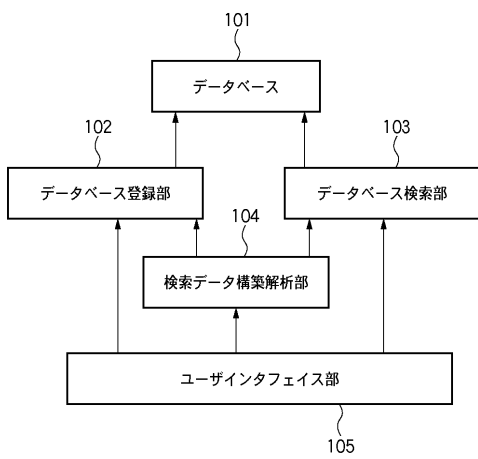 101
データベース
102
103
データベース登録部
データベース検索部
104
検索データ構築解析部
ユーザインタフェイス部
105